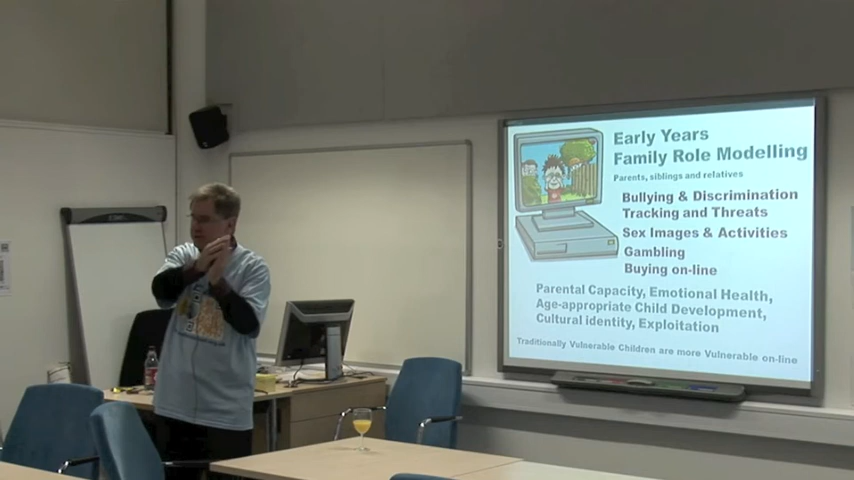 Early Years
Family Role Modelling
Parents, siblings and relatives
Bullying & Discrimination
Tracking and Threats
Sex Images & Activities
Gambling
Buying on-line
Parental Capacity, Emotional Health,
Age-appropriate Child Development,
Cultural identity, Exploitation
Traditionally Vulnerable Children are more Vulnerable on-line